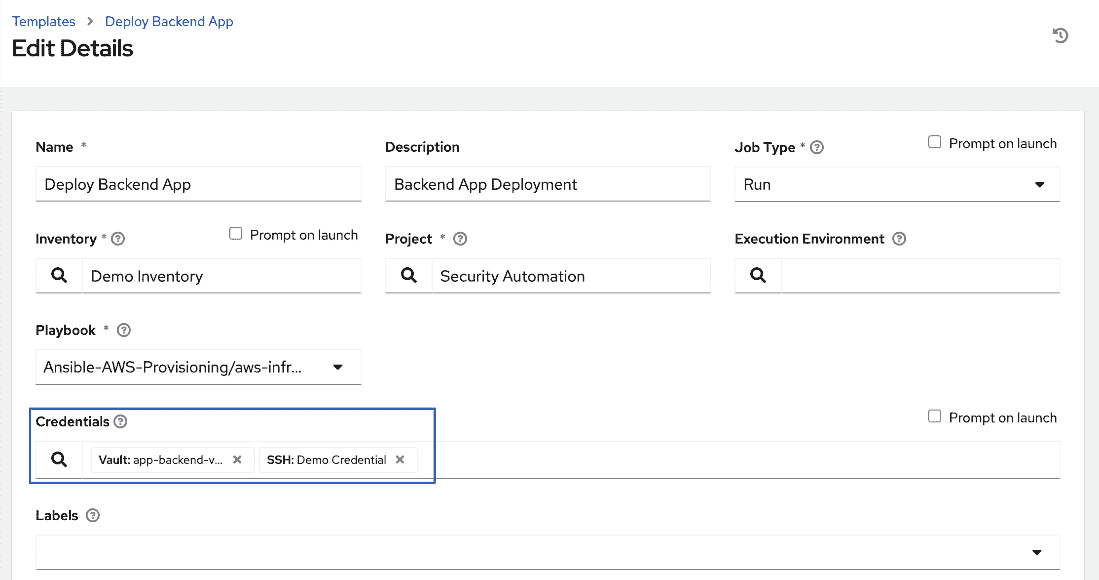 Templates > Deploy Backend App
Edit Details
Name *
Description
Job Type * ?
Prompt on launch
Deploy Backend App
Backend App Deployment
Run
Inventory * ?
Prompt on launch
Project * ?
Execution Environment ?
Demo Inventory
Security Automation
Playbook * ?
Ansible-AWS-Provisioning/aws-infr...
Credentials ?
Prompt on launch
Vault: app-backend-v... ×
SSH: Demo Credential ×
Labels ?